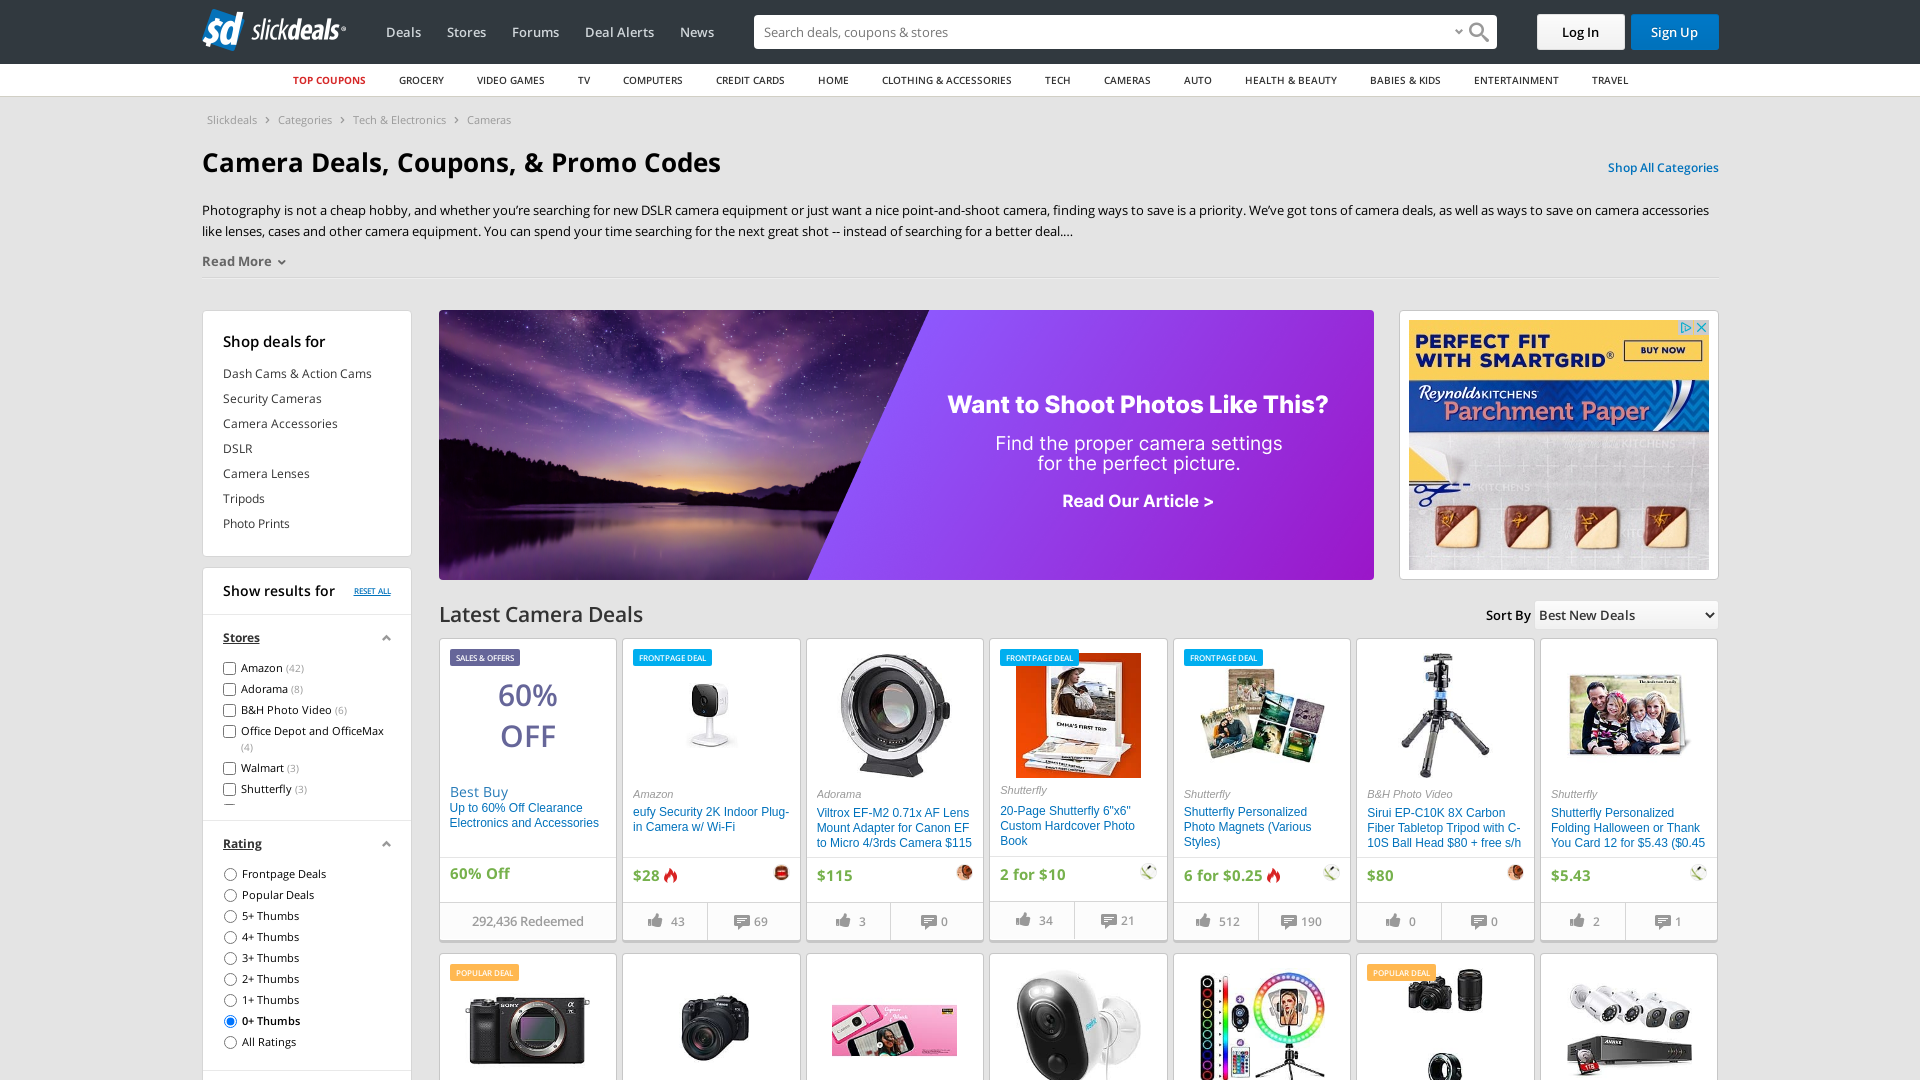 slickdeals
Deals
Stores
Forums
Deal Alerts
News
Search deals, coupons & stores
Log In
Sign Up
TOP COUPONS
GROCERY
VIDEO GAMES
TV
COMPUTERS
CREDIT CARDS
HOME
CLOTHING & ACCESSORIES
TECH
CAMERAS
AUTO
HEALTH & BEAUTY
BABIES & KIDS
ENTERTAINMENT
TRAVEL
Slickdeals > Categories > Tech & Electronics > Cameras
Camera Deals, Coupons, & Promo Codes
Shop All Categories
Photography is not a cheap hobby, and whether you’re searching for new DSLR camera equipment or just want a nice point-and-shoot camera, finding ways to save is a priority. We’ve got tons of camera deals, as well as ways to save on camera accessories
like lenses, cases and other camera equipment. You can spend your time searching for the next great shot -- instead of searching for a better deal....
Read More
Shop deals for
Dash Cams & Action Cams
Security Cameras
Camera Accessories
DSLR
Camera Lenses
Tripods
Photo Prints
Show results for
RESET ALL
Stores
Amazon (42)
Adorama (8)
B&H Photo Video (6)
Office Depot and OfficeMax
(4)
Walmart (3)
Shutterfly (3)
Rating
Frontpage Deals
Popular Deals
5+ Thumbs
4+ Thumbs
3+ Thumbs
2+ Thumbs
1+ Thumbs
0+ Thumbs
All Ratings
Want to Shoot Photos Like This?
Find the proper camera settings
for the perfect picture.
Read Our Article >
PERFECT FIT
WITH SMARTGRID®
BUY NOW
Reynolds KITCHENS
Parchment Paper
Latest Camera Deals
Sort By
Best New Deals
SALES & OFFERS
60%
OFF
Best Buy
Up to 60% Off Clearance
Electronics and Accessories
60% Off
292,436 Redeemed
FRONTPAGE DEAL
Amazon
eufy Security 2K Indoor Plug-
in Camera w/ Wi-Fi
$28
43
69
Adorama
Viltrox EF-M2 0.71x AF Lens
Mount Adapter for Canon EF
to Micro 4/3rds Camera $115
$115
3
0
FRONTPAGE DEAL
EMMA'S FIRST TRIP
Shutterfly
20-Page Shutterfly 6"x6"
Custom Hardcover Photo
Book
2 for $10
34
21
FRONTPAGE DEAL
Shutterfly
Shutterfly Personalized
Photo Magnets (Various
Styles)
6 for $0.25
512
190
B&H Photo Video
Sirui EP-C10K 8X Carbon
Fiber Tabletop Tripod with C-
10S Ball Head $80 + free s/h
$80
0
0
Shutterfly
Shutterfly Personalized
Folding Halloween or Thank
You Card 12 for $5.43 ($0.45
$5.43
2
1
POPULAR DEAL
SONY
POPULAR DEAL